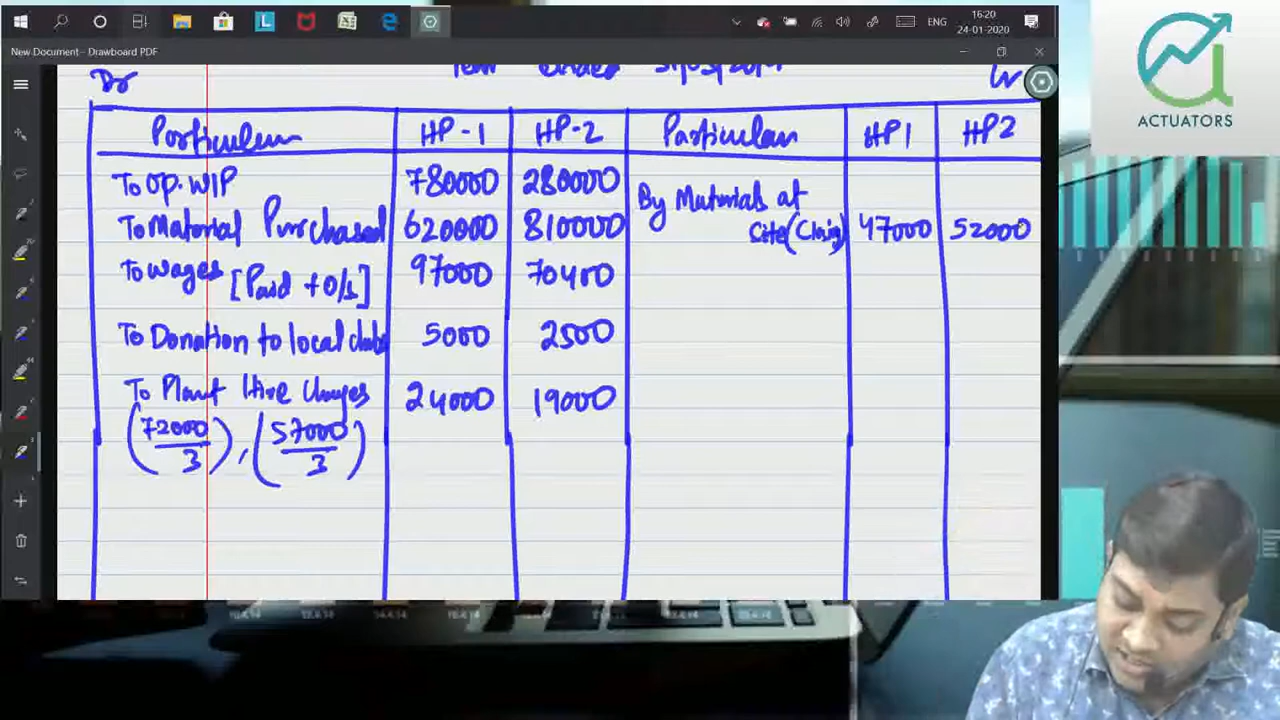 16:20
ENG
24-01-2020
New Document - Drawboard PDF
ACTUATORS
Dr
Year Ended
Particulars HP-1 HP-2 Particulars HP1 HP2
To Op. WIP 780000 280000 By Materials at
To Material Purchased 620000 810000 Site (Closing) 47000 52000
To Wages [Paid + O/s] 97000 70400
To Donation to local clubs 5000 2500
To Plant Hire Charges 24000 19000
(72000/3), (57000/3)